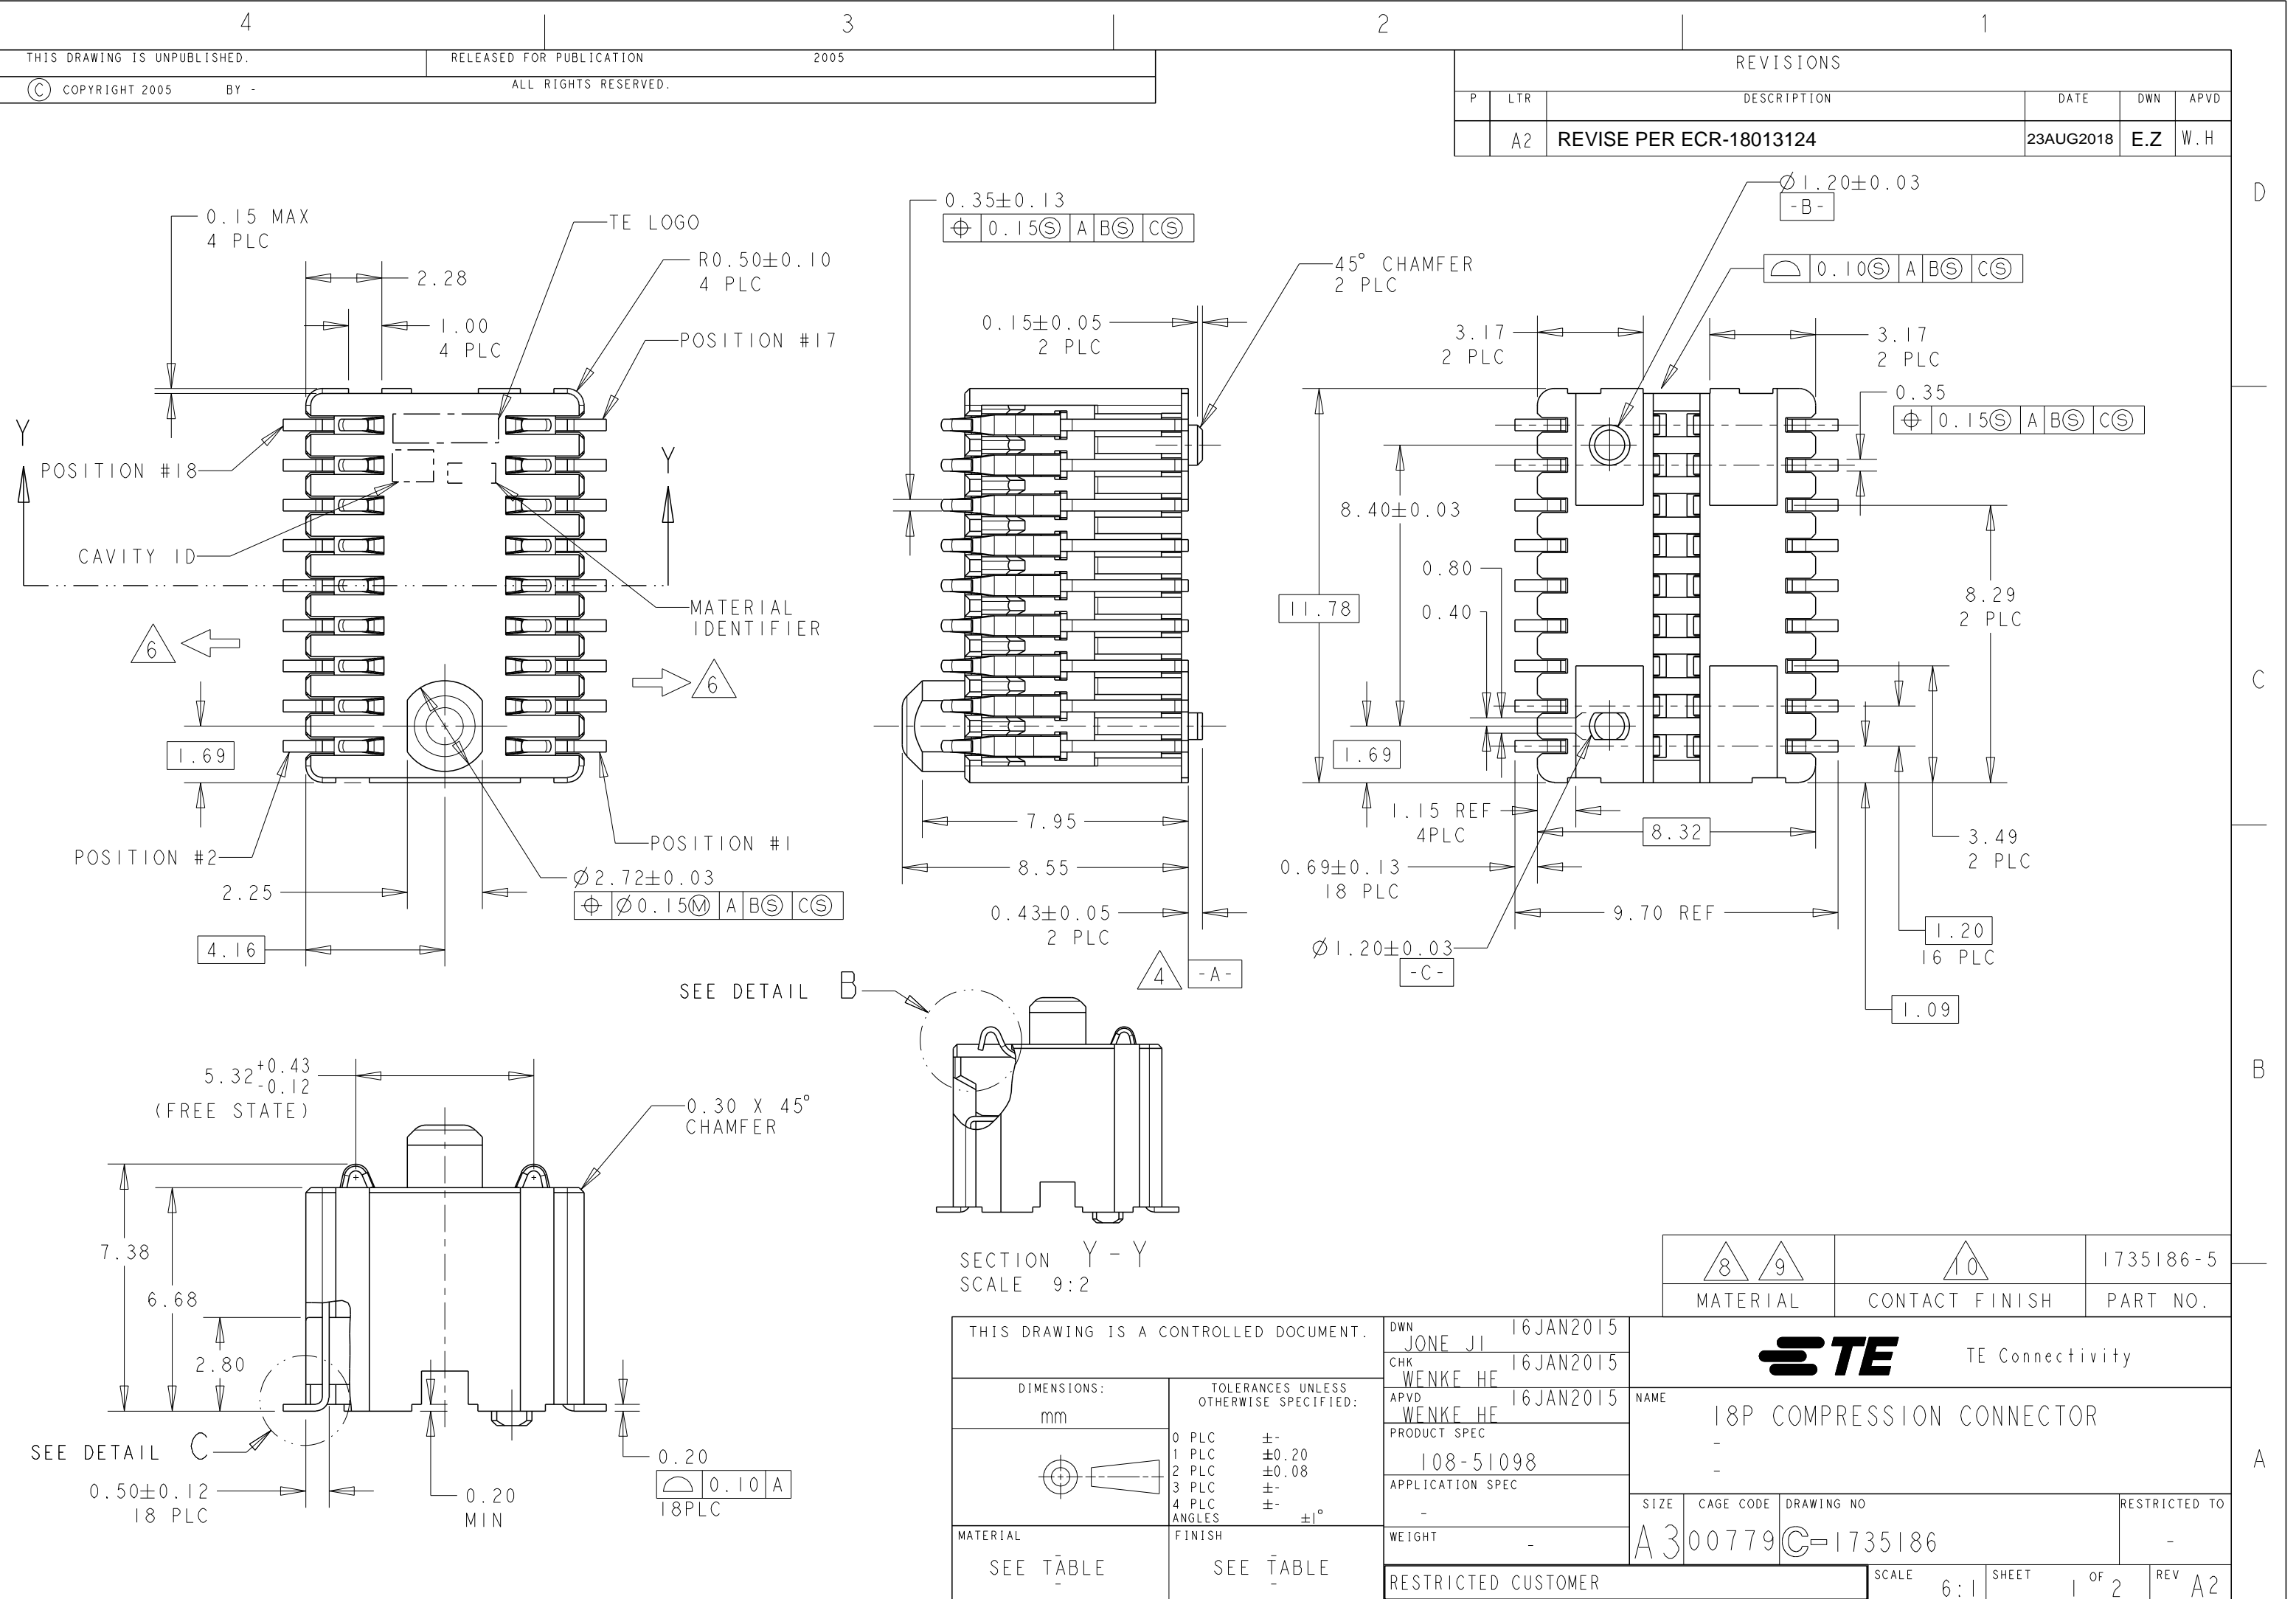 4
3
2
1
THIS DRAWING IS UNPUBLISHED.
RELEASED FOR PUBLICATION
2005
© COPYRIGHT 2005
BY -
ALL RIGHTS RESERVED.
REVISIONS
P
LTR
DESCRIPTION
DATE
DWN
APVD
A2
REVISE PER ECR-18013124
23AUG2018
E.Z
W.H
D
C
B
A
0.15 MAX
4 PLC
2.28
1.00
4 PLC
TE LOGO
R0.50±0.10
4 PLC
POSITION #17
Y
Y
POSITION #18
CAVITY ID
MATERIAL
IDENTIFIER
6
6
1.69
POSITION #2
POSITION #1
2.25
4.16
Ø2.72±0.03
⌖ Ø0.15Ⓜ A BⓈ CⓈ
0.35±0.13
⌖ 0.15Ⓢ A BⓈ CⓈ
45° CHAMFER
2 PLC
0.15±0.05
2 PLC
7.95
8.55
0.43±0.05
2 PLC
4
-A-
Ø1.20±0.03
-B-
⌓ 0.10Ⓢ A BⓈ CⓈ
3.17
2 PLC
3.17
2 PLC
0.35
⌖ 0.15Ⓢ A BⓈ CⓈ
8.40±0.03
0.80
0.40
11.78
1.69
8.29
2 PLC
1.15 REF
4PLC
8.32
3.49
2 PLC
0.69±0.13
18 PLC
9.70 REF
1.20
16 PLC
Ø1.20±0.03
-C-
1.09
SEE DETAIL B
5.32 +0.43
-0.12
(FREE STATE)
0.30 X 45°
CHAMFER
7.38
6.68
2.80
SEE DETAIL C
0.50±0.12
18 PLC
0.20
MIN
0.20
⌓ 0.10 A
18PLC
SECTION Y-Y
SCALE 9:2
8 9
10
1735186-5
MATERIAL
CONTACT FINISH
PART NO.
THIS DRAWING IS A CONTROLLED DOCUMENT.
DIMENSIONS:
mm
TOLERANCES UNLESS
OTHERWISE SPECIFIED:
0 PLC ±-
1 PLC ±0.20
2 PLC ±0.08
3 PLC ±-
4 PLC ±-
ANGLES ±1°
MATERIAL
-
SEE TABLE
-
FINISH
-
SEE TABLE
-
DWN 16JAN2015
JONE JI
CHK 16JAN2015
WENKE HE
APVD 16JAN2015
WENKE HE
PRODUCT SPEC
108-51098
APPLICATION SPEC
-
WEIGHT
-
TE
TE Connectivity
NAME
18P COMPRESSION CONNECTOR
-
-
SIZE
A3
CAGE CODE
00779
DRAWING NO
C-1735186
RESTRICTED TO
-
RESTRICTED CUSTOMER
SCALE 6:1
SHEET 1 OF 2
REV A2